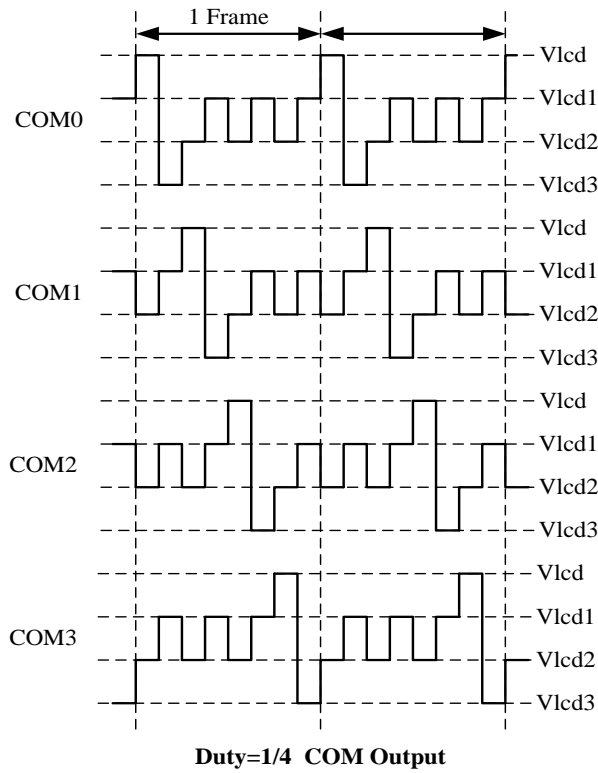 1 Frame
Vlcd
Vlcd1
COM0
Vlcd2
Vlcd3
Vlcd
Vlcd1
COM1
Vlcd2
Vlcd3
Vlcd
Vlcd1
COM2
Vlcd2
Vlcd3
Vlcd
Vlcd1
COM3
Vlcd2
Vlcd3
Duty=1/4 COM Output